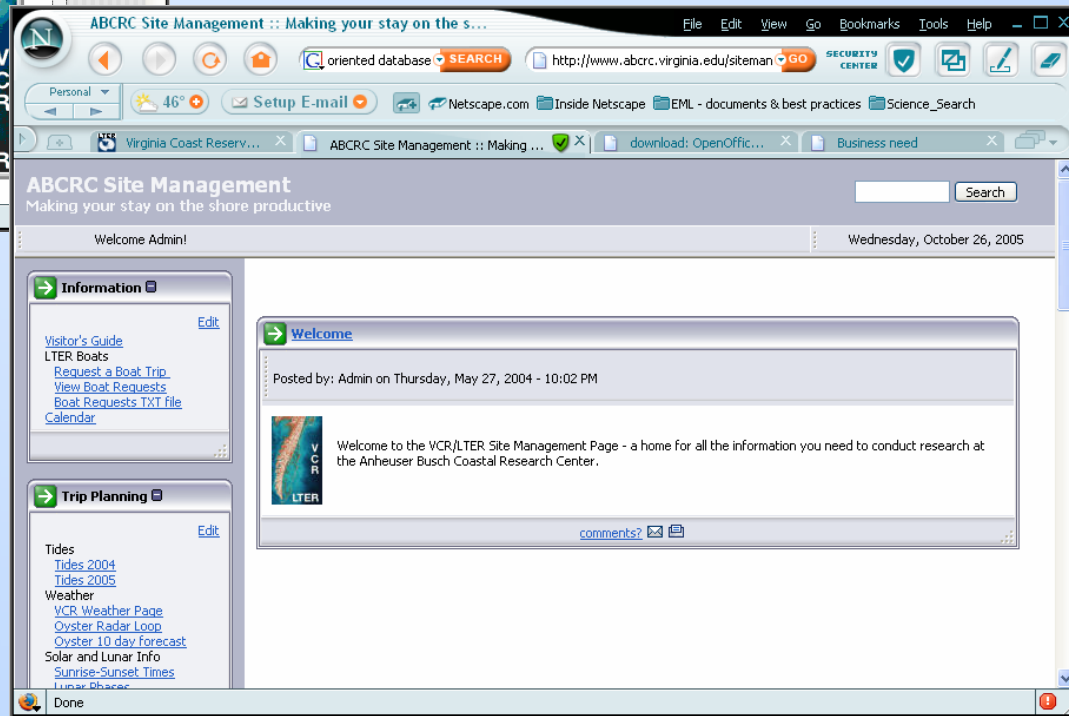 ABCRC Site Management :: Making your stay on the s...
File Edit View Go Bookmarks Tools Help
N
oriented database SEARCH
http://www.abcrc.virginia.edu/siteman GO
SECURITY CENTER
Personal
46°
Setup E-mail
Netscape.com Inside Netscape EML - documents & best practices Science_Search
Virginia Coast Reserv...
ABCRC Site Management :: Making ...
download: OpenOffic...
Business need
ABCRC Site Management
Making your stay on the shore productive
Search
Welcome Admin!
Wednesday, October 26, 2005
Information
Edit
Visitor's Guide
LTER Boats
Request a Boat Trip
View Boat Requests
Boat Requests TXT file
Calendar
Trip Planning
Edit
Tides
Tides 2004
Tides 2005
Weather
VCR Weather Page
Oyster Radar Loop
Oyster 10 day forecast
Solar and Lunar Info
Sunrise-Sunset Times
Lunar Phases
Welcome
Posted by: Admin on Thursday, May 27, 2004 - 10:02 PM
VCR
LTER
Welcome to the VCR/LTER Site Management Page - a home for all the information you need to conduct research at
the Anheuser Busch Coastal Research Center.
comments?
Done